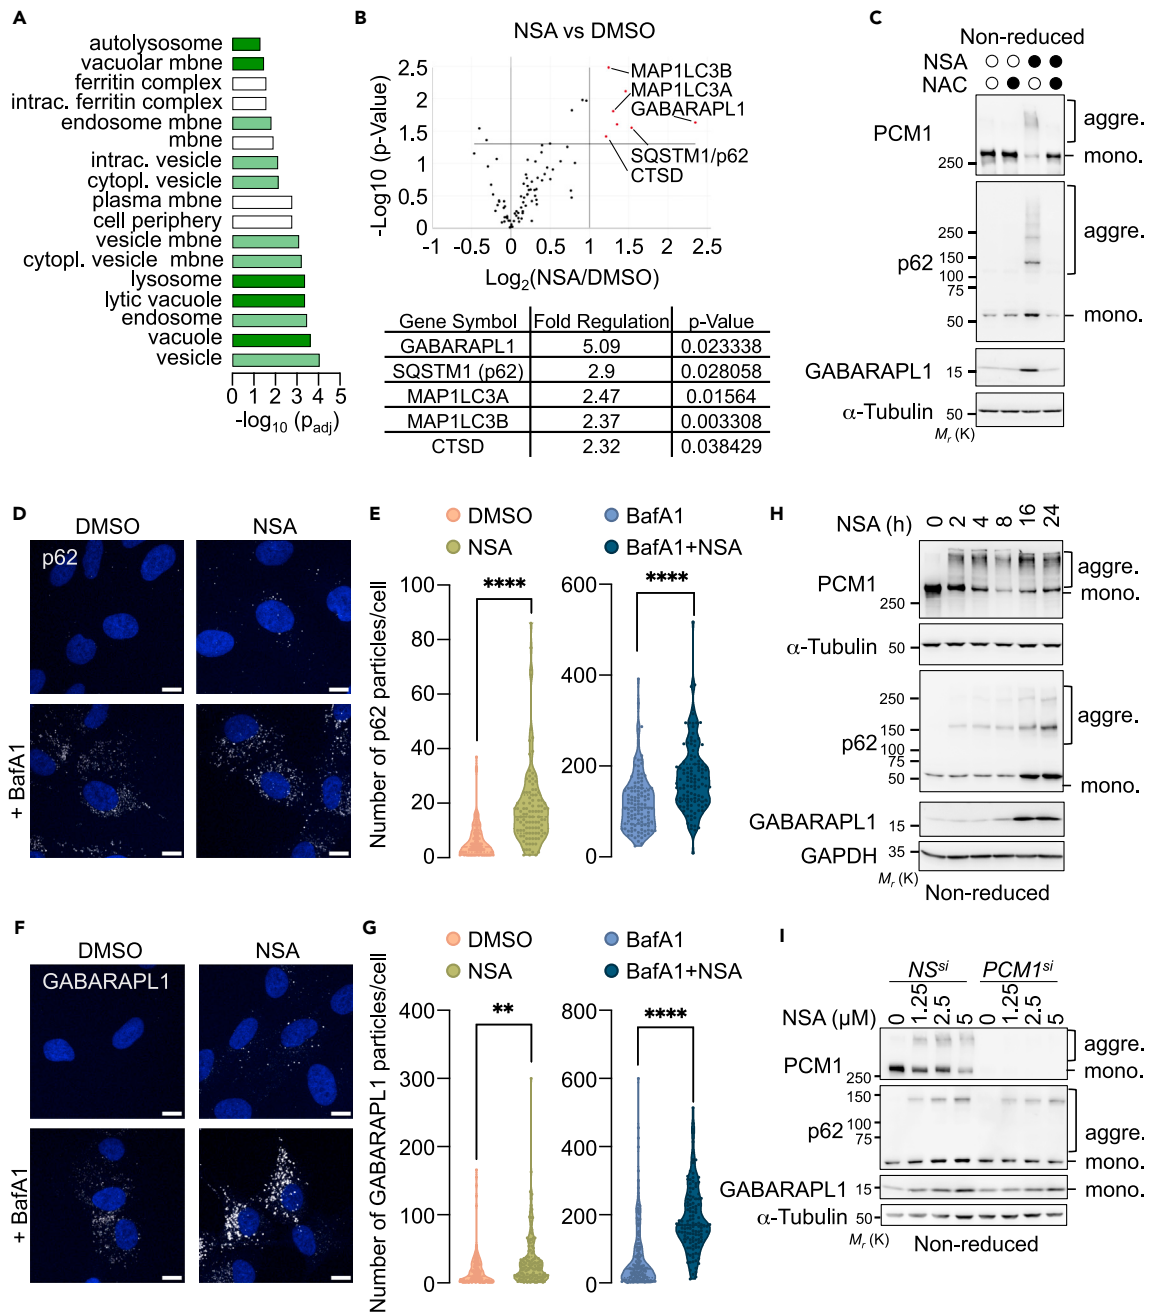 A
autolysosome
vacuolar mbne
ferritin complex
intrac. ferritin complex
endosome mbne
mbne
intrac. vesicle
cytopl. vesicle
plasma mbne
cell periphery
vesicle mbne
cytopl. vesicle mbne
lysosome
lytic vacuole
endosome
vacuole
vesicle
0 1 2 3 4 5
-log10 (padj)
B
NSA vs DMSO
-Log10 (p-Value)
2.5
2
1.5
1
0.5
0
-1 -0.5 0 0.5 1 1.5 2 2.5
MAP1LC3B
MAP1LC3A
GABARAPL1
SQSTM1/p62
CTSD
Log2(NSA/DMSO)
Gene Symbol Fold Regulation p-Value
GABARAPL1 5.09 0.023338
SQSTM1 (p62) 2.9 0.028058
MAP1LC3A 2.47 0.01564
MAP1LC3B 2.37 0.003308
CTSD 2.32 0.038429
C
Non-reduced
NSA
NAC
PCM1
250
aggre.
mono.
p62
250
150
100
75
50
aggre.
mono.
GABARAPL1
15
α-Tubulin
50
Mr (K)
D
DMSO NSA
p62
+ BafA1
E
DMSO
NSA
BafA1
BafA1+NSA
Number of p62 particles/cell
100
80
60
40
20
0
****
600
400
200
0
****
F
DMSO NSA
GABARAPL1
+ BafA1
G
DMSO
NSA
BafA1
BafA1+NSA
Number of GABARAPL1 particles/cell
400
300
200
100
0
**
800
600
400
200
0
****
H
NSA (h) 0 2 4 8 16 24
PCM1
250
aggre.
mono.
α-Tubulin
50
p62
250
150
100
75
50
aggre.
mono.
GABARAPL1
15
GAPDH
35
Mr (K)
Non-reduced
I
NSsi PCM1si
NSA (μM) 0 1.25 2.5 5 0 1.25 2.5 5
PCM1
250
aggre.
mono.
p62
150
100
75
aggre.
mono.
GABARAPL1
15
mono.
α-Tubulin
50
Mr (K)
Non-reduced